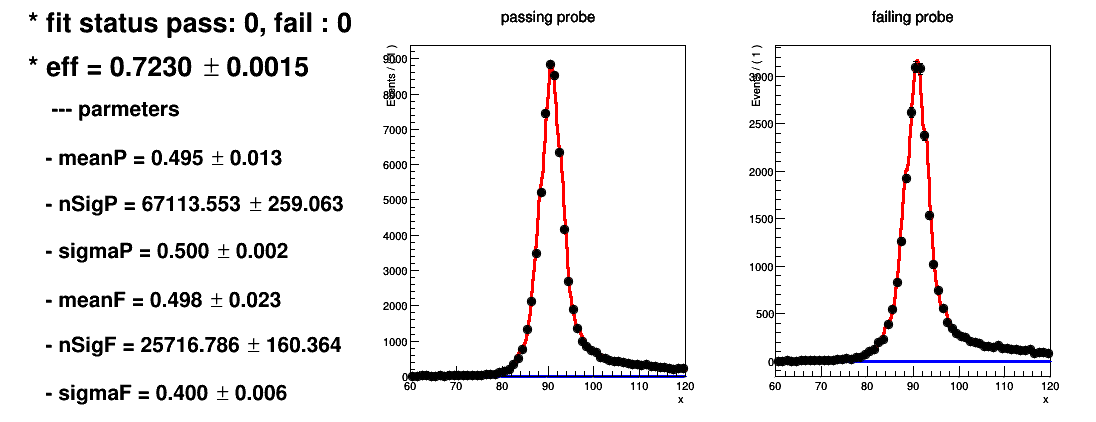 * fit status pass: 0, fail : 0
* eff = 0.7230 ± 0.0015
--- parmeters
- meanP = 0.495 ± 0.013
- nSigP = 67113.553 ± 259.063
- sigmaP = 0.500 ± 0.002
- meanF = 0.498 ± 0.023
- nSigF = 25716.786 ± 160.364
- sigmaF = 0.400 ± 0.006
passing probe
Events / ( 1 )
9000
8000
7000
6000
5000
4000
3000
2000
1000
0
60 70 80 90 100 110 120
x
failing probe
Events / ( 1 )
3000
2500
2000
1500
1000
500
0
60 70 80 90 100 110 120
x